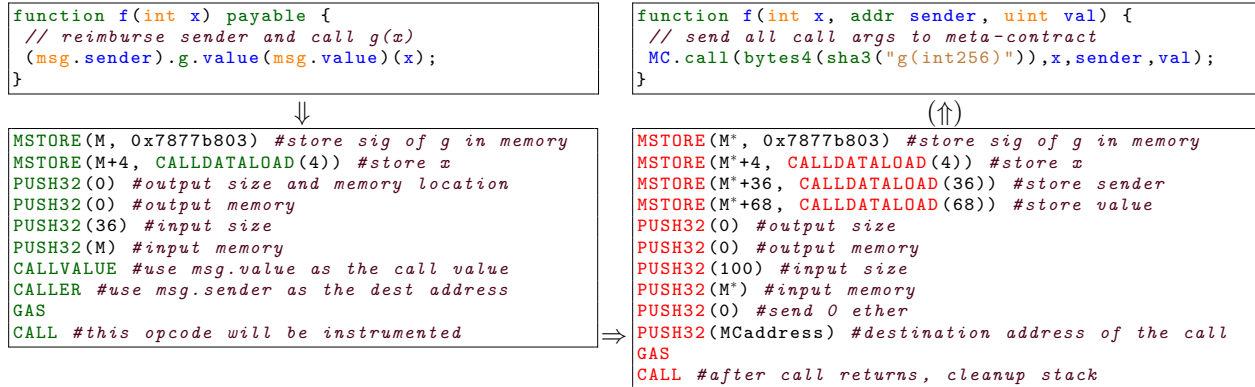 function f(int x) payable {
// reimburse sender and call g(x)
(msg.sender).g.value(msg.value)(x);
}
⇓
MSTORE(M, 0x7877b803) #store sig of g in memory
MSTORE(M+4, CALLDATALOAD(4)) #store x
PUSH32(0) #output size and memory location
PUSH32(0) #output memory
PUSH32(36) #input size
PUSH32(M) #input memory
CALLVALUE #use msg.value as the call value
CALLER #use msg.sender as the dest address
GAS
CALL #this opcode will be instrumented
⇒
function f(int x, addr sender, uint val) {
// send all call args to meta-contract
MC.call(bytes4(sha3("g(int256)")),x,sender,val);
}
(⇑)
MSTORE(M*, 0x7877b803) #store sig of g in memory
MSTORE(M*+4, CALLDATALOAD(4)) #store x
MSTORE(M*+36, CALLDATALOAD(36)) #store sender
MSTORE(M*+68, CALLDATALOAD(68)) #store value
PUSH32(0) #output size
PUSH32(0) #output memory
PUSH32(100) #input size
PUSH32(M*) #input memory
PUSH32(0) #send 0 ether
PUSH32(MCaddress) #destination address of the call
GAS
CALL #after call returns, cleanup stack